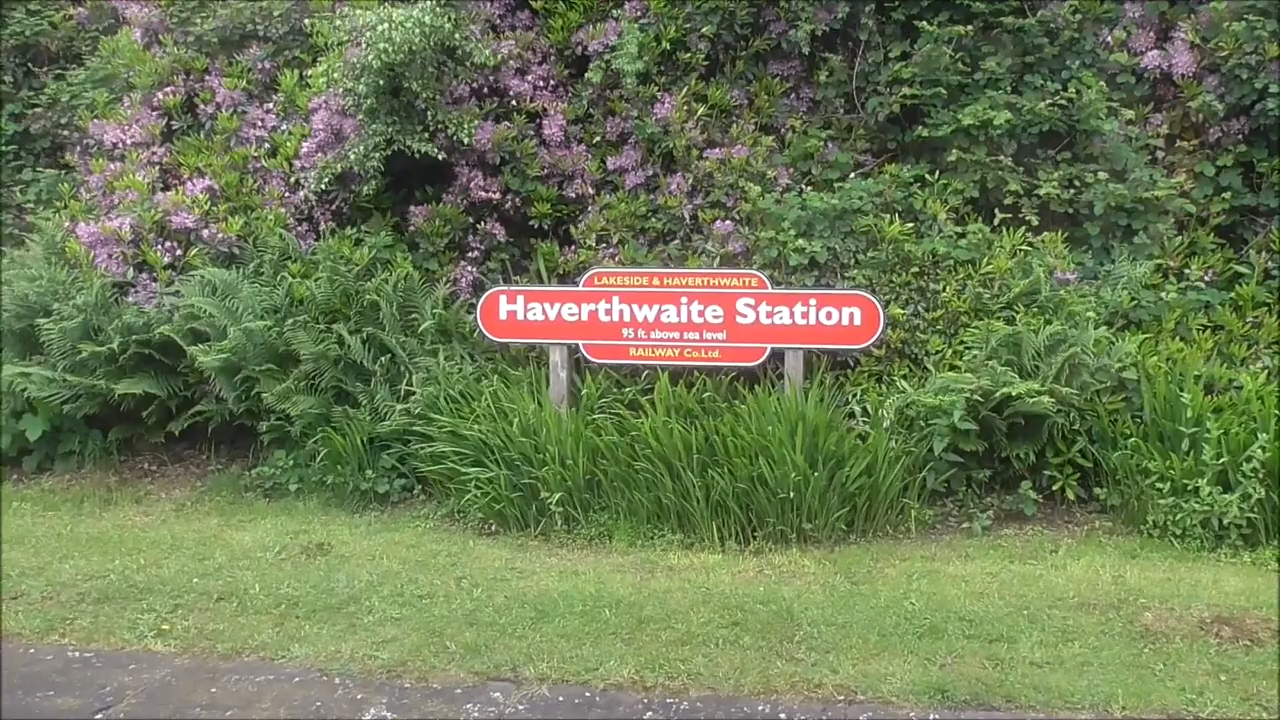 LAKESIDE & HAVERTHWAITE
Haverthwaite Station
95 ft. above sea level
RAILWAY Co.Ltd.